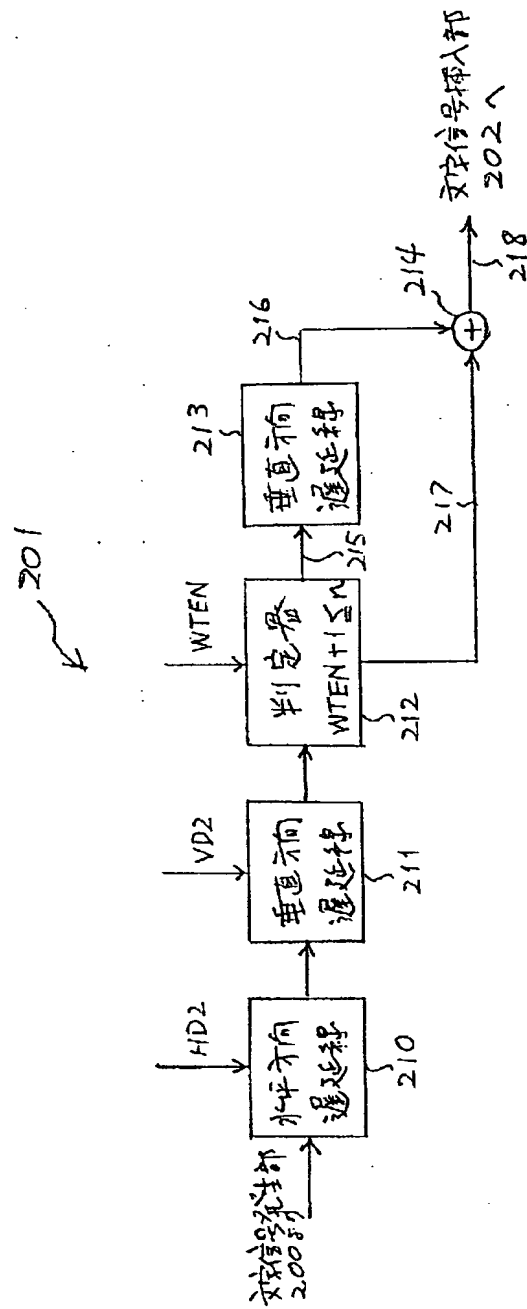 201
文字信号発生部
200より
HD2
水平方向
遅延線
210
VD2
垂直方向
遅延線
211
WTEN
判定器
WTEN+1≦n
212
215
213
垂直方向
遅延線
216
217
214
218
文字信号挿入部
202へ